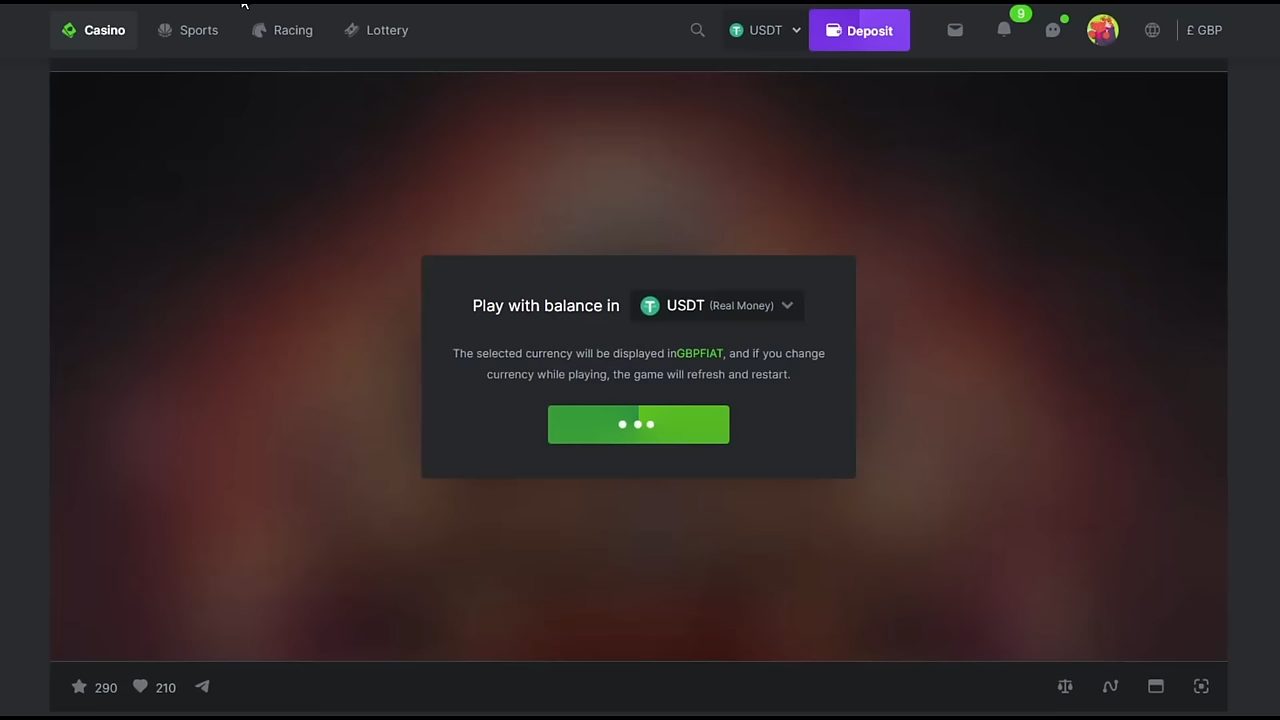 Casino
Sports
Racing
Lottery
USDT
Deposit
9
£ GBP
Play with balance in
USDT (Real Money)
The selected currency will be displayed inGBPFIAT, and if you change
currency while playing, the game will refresh and restart.
290
210